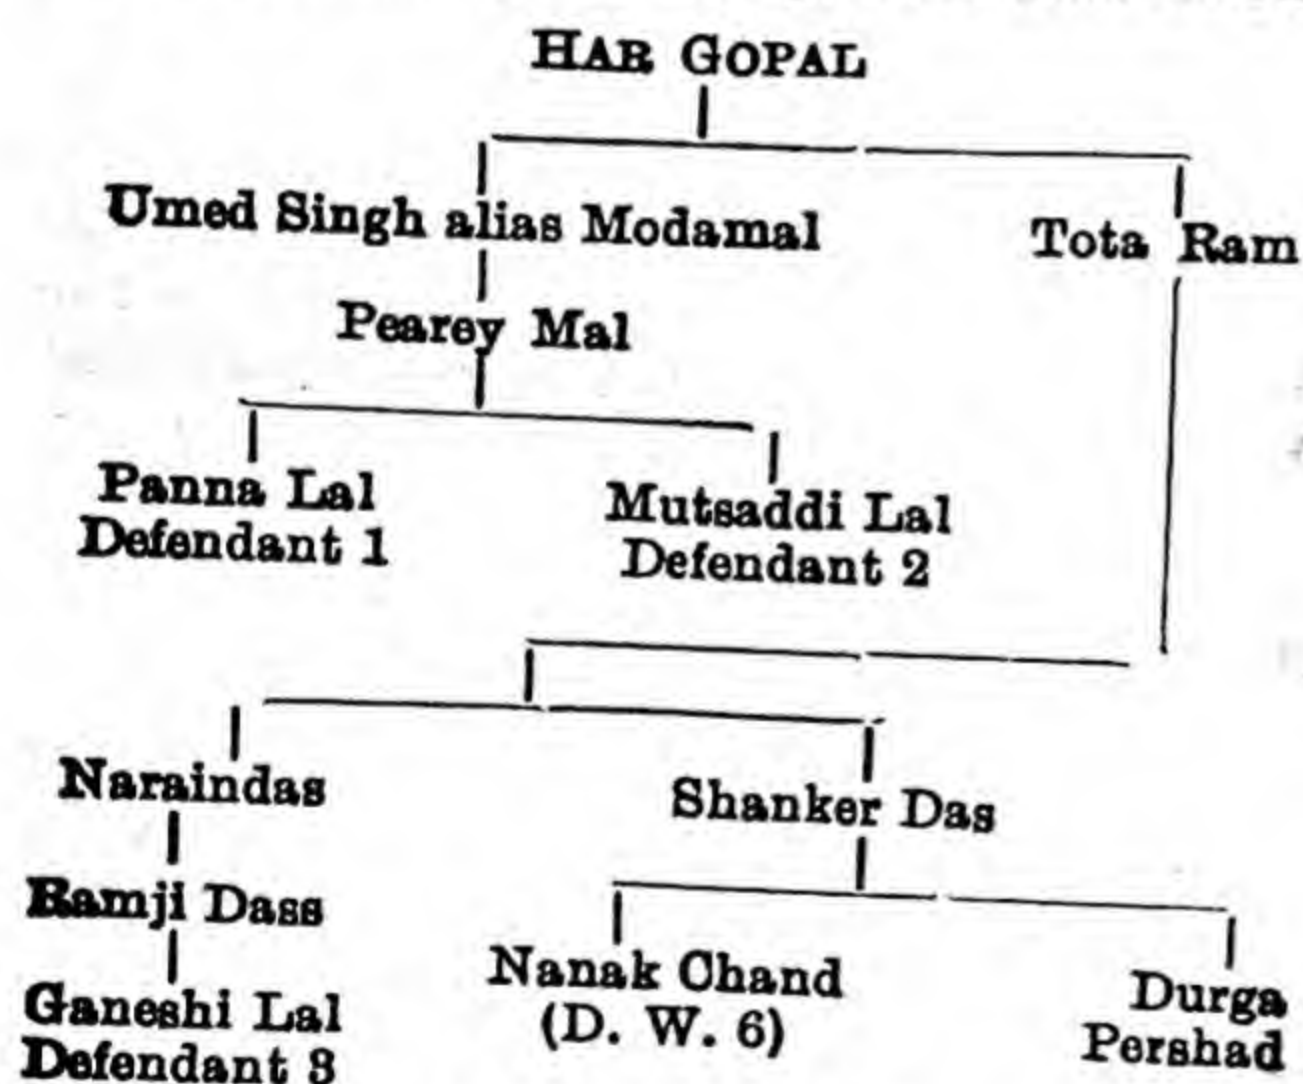 HAR GOPAL
Umed Singh alias Modamal
Tota Ram
Pearey Mal
Panna Lal
Defendant 1
Mutsaddi Lal
Defendant 2
Naraindas
Shanker Das
Ramji Dass
Ganeshi Lal
Defendant 3
Nanak Chand
(D. W. 6)
Durga
Pershad